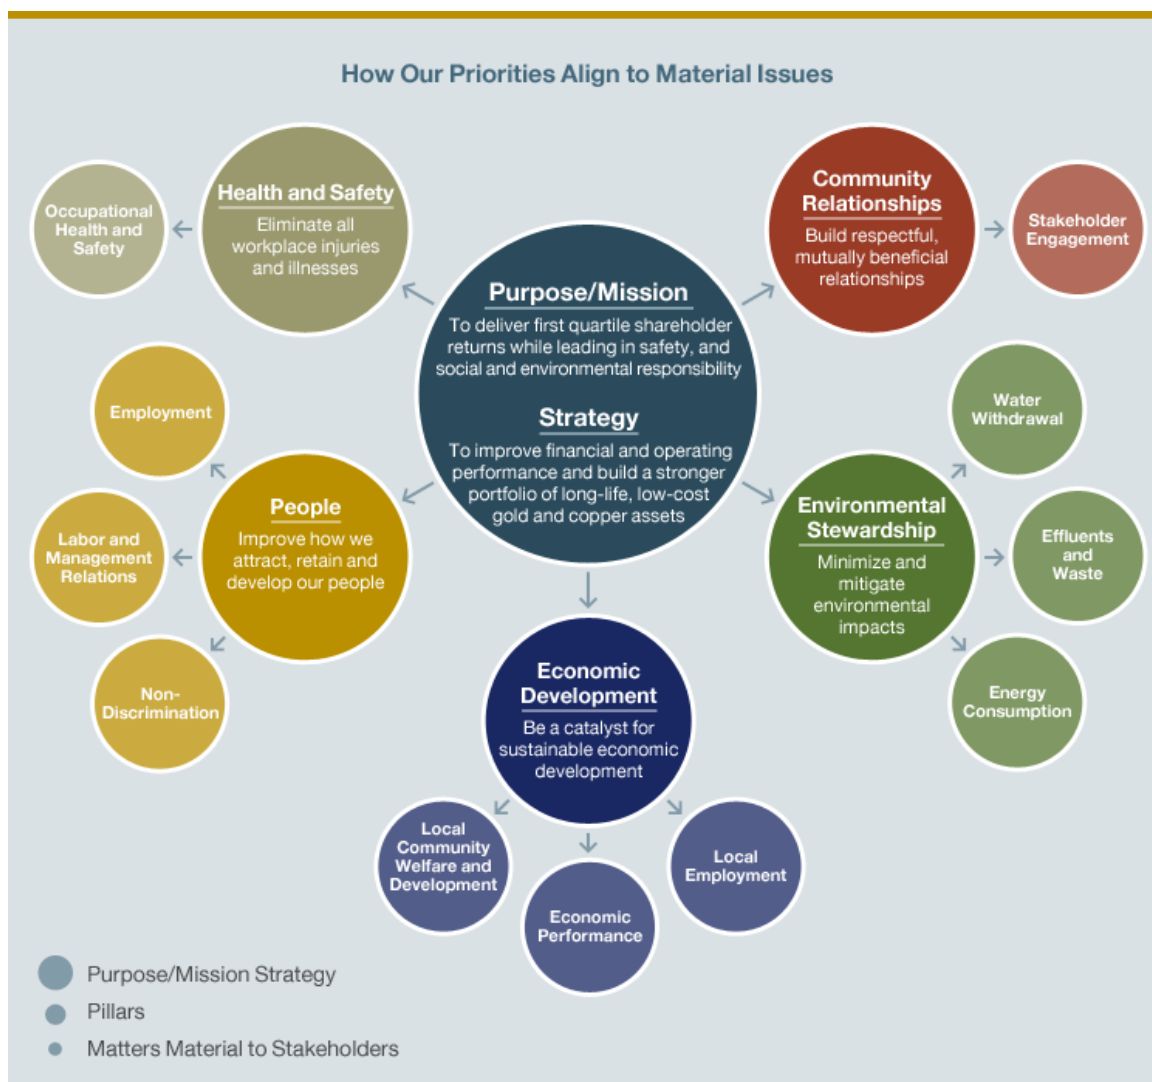 How Our Priorities Align to Material Issues
Health and Safety
Eliminate all
workplace injuries
and illnesses
Occupational
Health and
Safety
Community
Relationships
Build respectful,
mutually beneficial
relationships
Stakeholder
Engagement
Purpose/Mission
To deliver first quartile shareholder
returns while leading in safety, and
social and environmental responsibility
Strategy
To improve financial and operating
performance and build a stronger
portfolio of long-life, low-cost
gold and copper assets
People
Improve how we
attract, retain and
develop our people
Employment
Labor and
Management
Relations
Non-
Discrimination
Environmental
Stewardship
Minimize and
mitigate
environmental
impacts
Water
Withdrawal
Effluents
and
Waste
Energy
Consumption
Economic
Development
Be a catalyst for
sustainable economic
development
Local
Community
Welfare and
Development
Economic
Performance
Local
Employment
Purpose/Mission Strategy
Pillars
Matters Material to Stakeholders